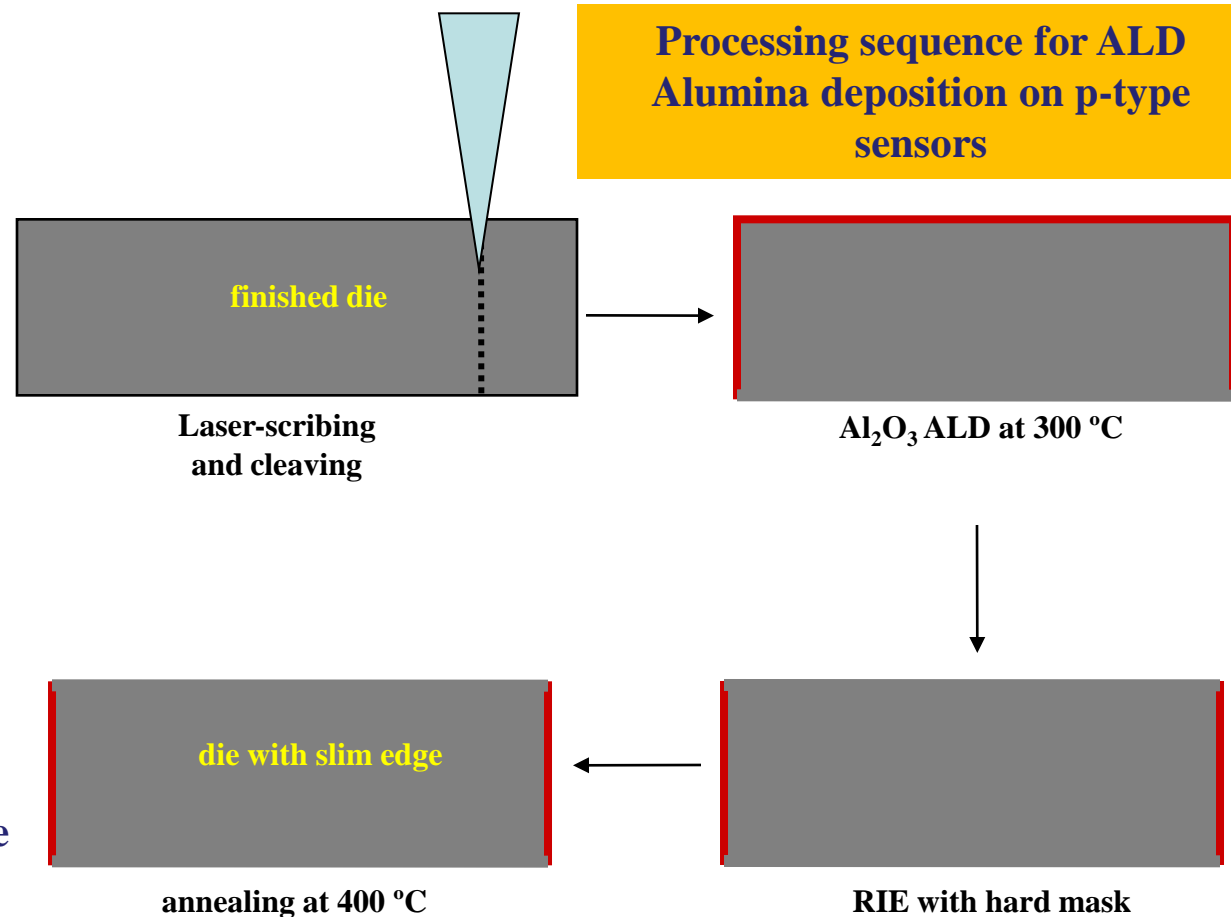 Processing sequence for ALD
Alumina deposition on p-type
sensors
finished die
Laser-scribing
and cleaving
Al₂O₃ ALD at 300 ºC
die with slim edge
e
annealing at 400 ºC
RIE with hard mask